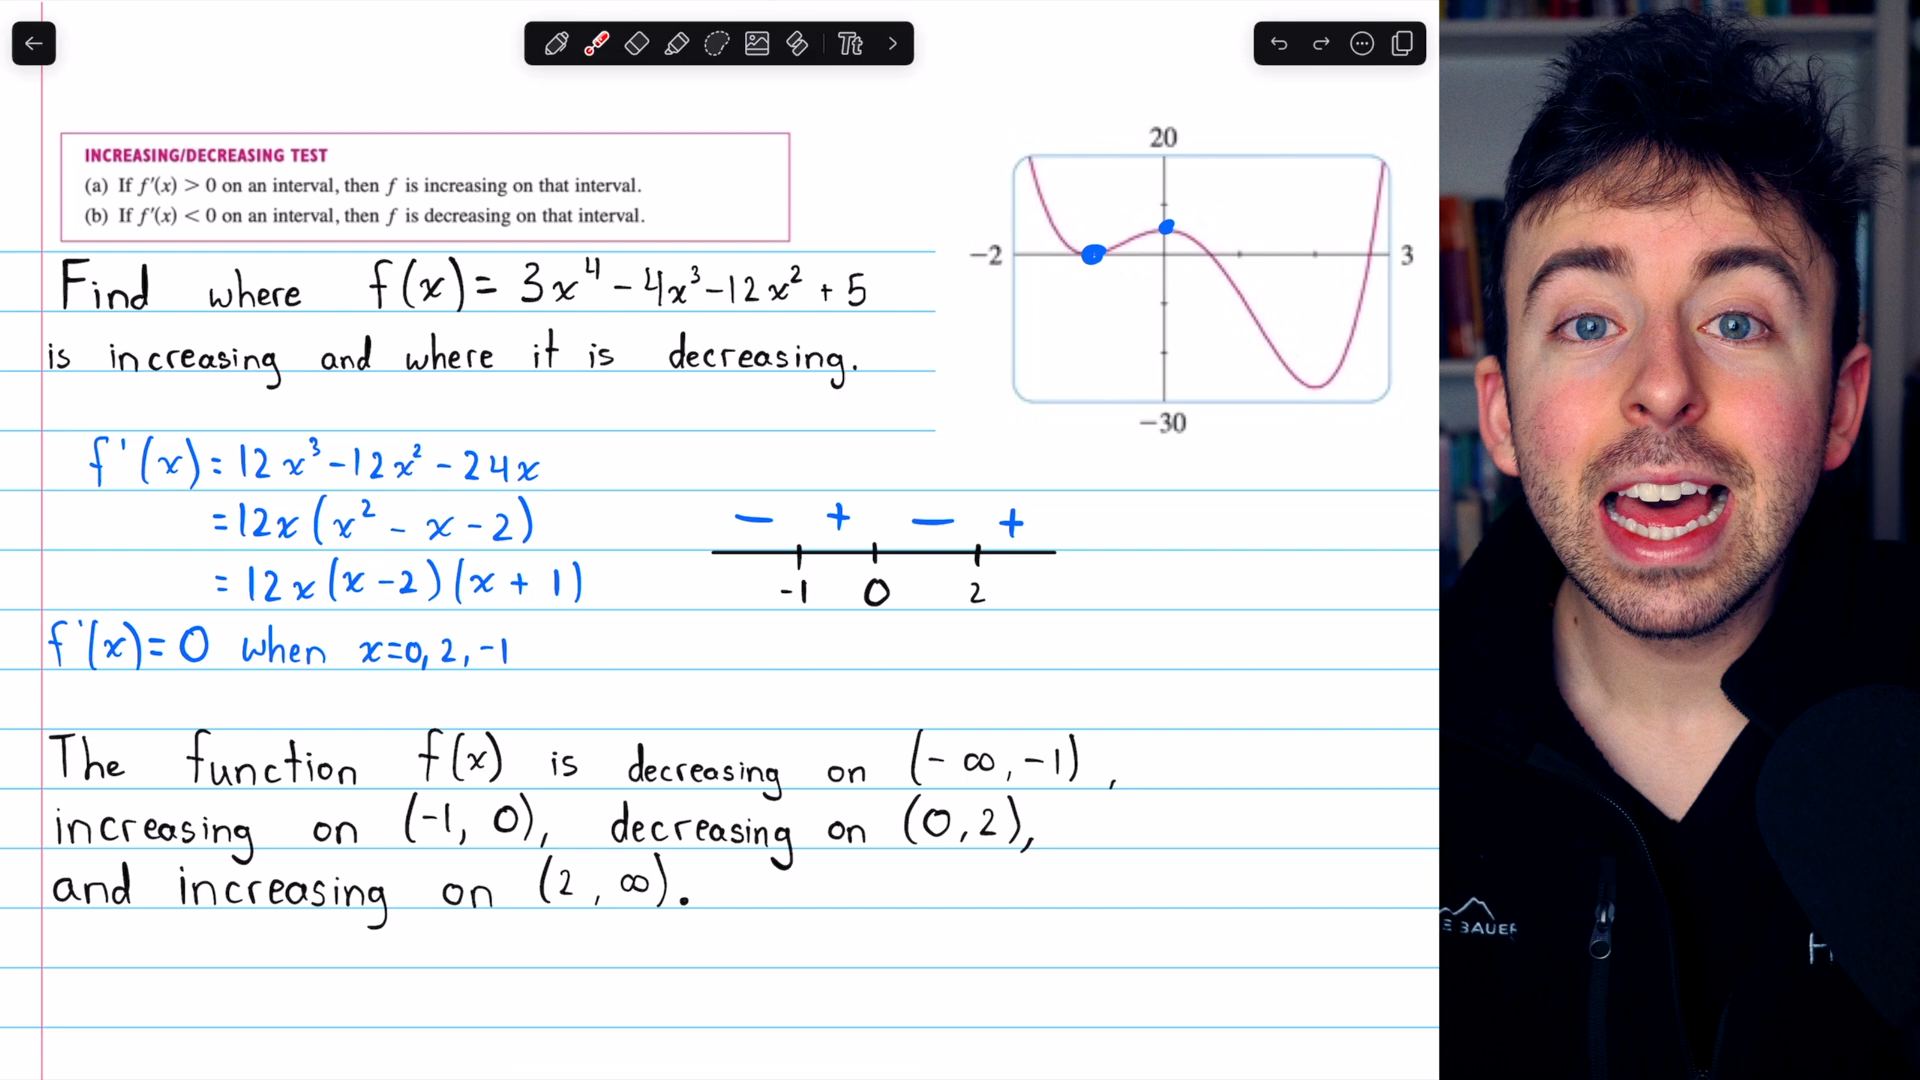 INCREASING/DECREASING TEST
(a) If f'(x) > 0 on an interval, then f is increasing on that interval.
(b) If f'(x) < 0 on an interval, then f is decreasing on that interval.
Find where f(x) = 3x⁴ - 4x³ - 12x² + 5
is increasing and where it is decreasing.
20
-2
3
-30
f'(x) = 12x³ - 12x² - 24x
= 12x(x² - x - 2)
= 12x(x - 2)(x + 1)
f'(x) = 0 when x = 0, 2, -1
- + - +
-1 0 2
The function f(x) is decreasing on (-∞, -1),
increasing on (-1, 0), decreasing on (0, 2),
and increasing on (2, ∞).
Tt
BAUER